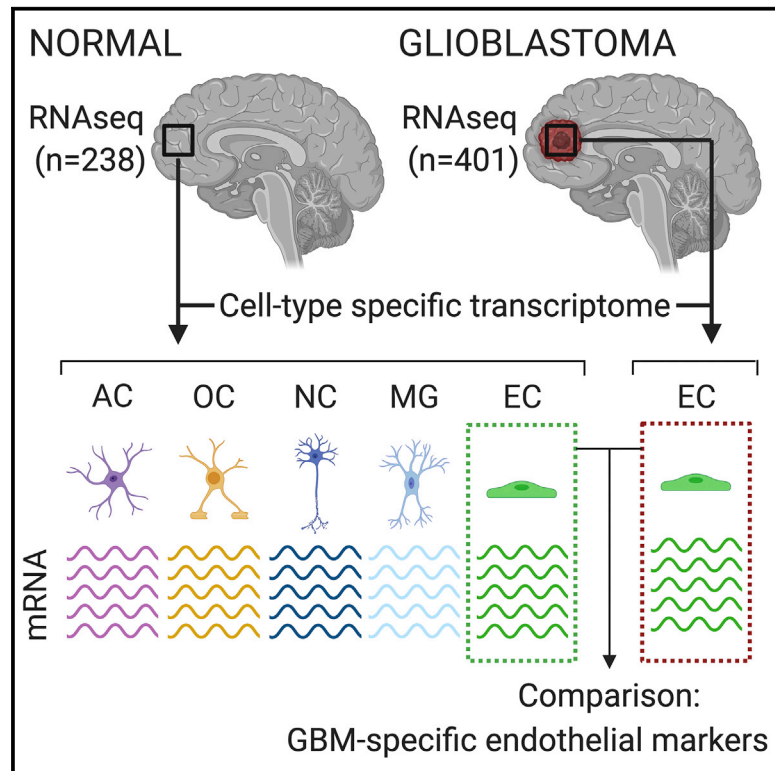 NORMAL
GLIOBLASTOMA
RNAseq
(n=238)
RNAseq
(n=401)
Cell-type specific transcriptome
AC OC NC MG EC EC
mRNA
Comparison:
GBM-specific endothelial markers